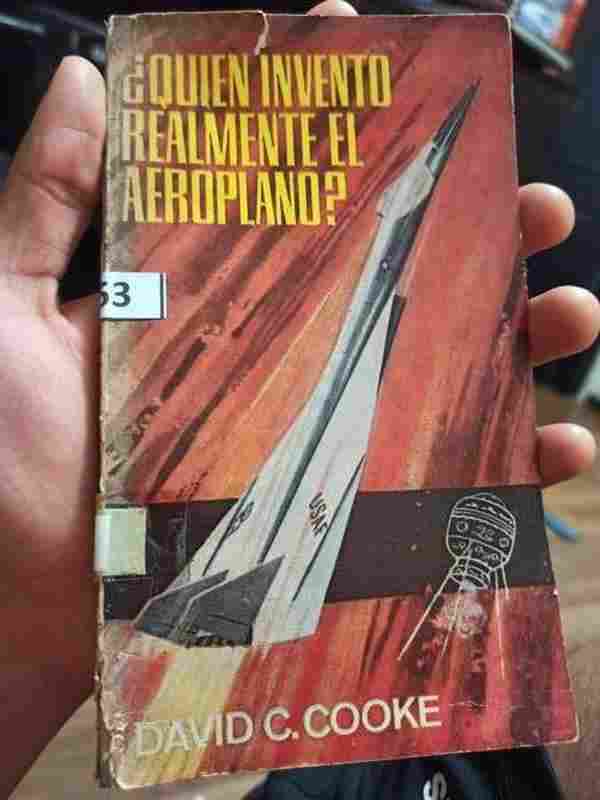 ¿QUIEN INVENTO
REALMENTE EL
AEROPLANO?
53
USAF
DAVID C. COOKE